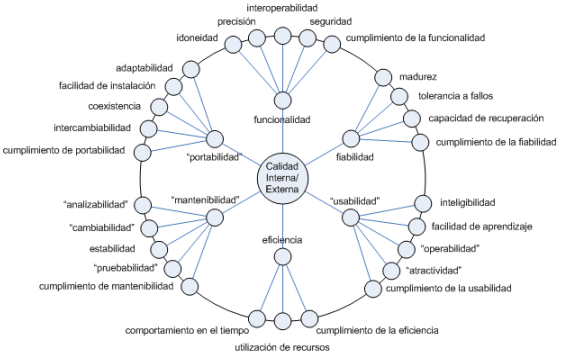 interoperabilidad
precisión
seguridad
idoneidad
cumplimiento de la funcionalidad
adaptabilidad
madurez
facilidad de instalación
tolerancia a fallos
coexistencia
funcionalidad
capacidad de recuperación
intercambiabilidad
cumplimiento de la fiabilidad
cumplimiento de portabilidad
"portabilidad"
fiabilidad
Calidad
Interna/
Externa
"analizabilidad"
"mantenibilidad"
"usabilidad"
inteligibilidad
"cambiabilidad"
facilidad de aprendizaje
estabilidad
eficiencia
"operabilidad"
"pruebabilidad"
"atractividad"
cumplimiento de mantenibilidad
cumplimiento de la usabilidad
comportamiento en el tiempo
cumplimiento de la eficiencia
utilización de recursos